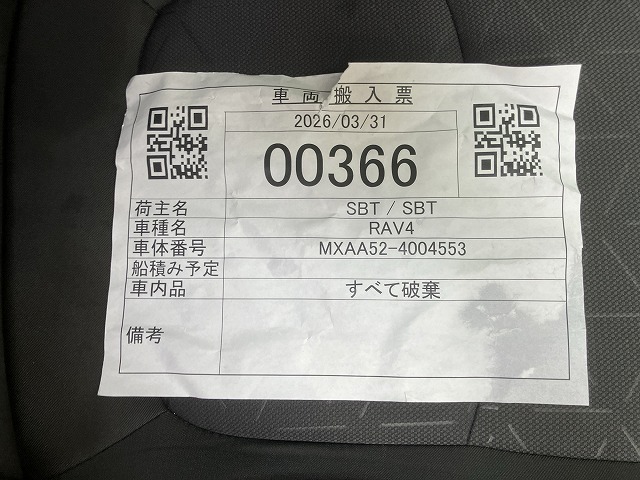 車両搬入票
2026/03/31
00366
荷主名 SBT / SBT
車種名 RAV4
車体番号 MXAA52-4004553
船積み予定
車内品 すべて破棄
備考